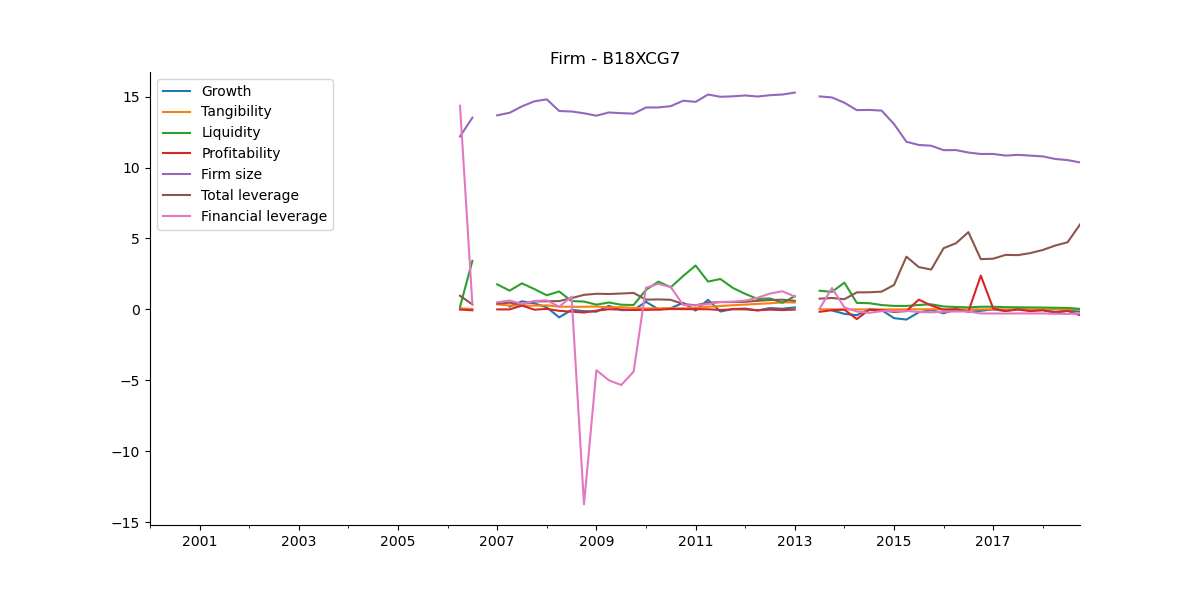 Firm - B18XCG7
Growth
Tangibility
Liquidity
Profitability
Firm size
Total leverage
Financial leverage
15
10
5
0
−5
−10
−15
2001 2003 2005 2007 2009 2011 2013 2015 2017